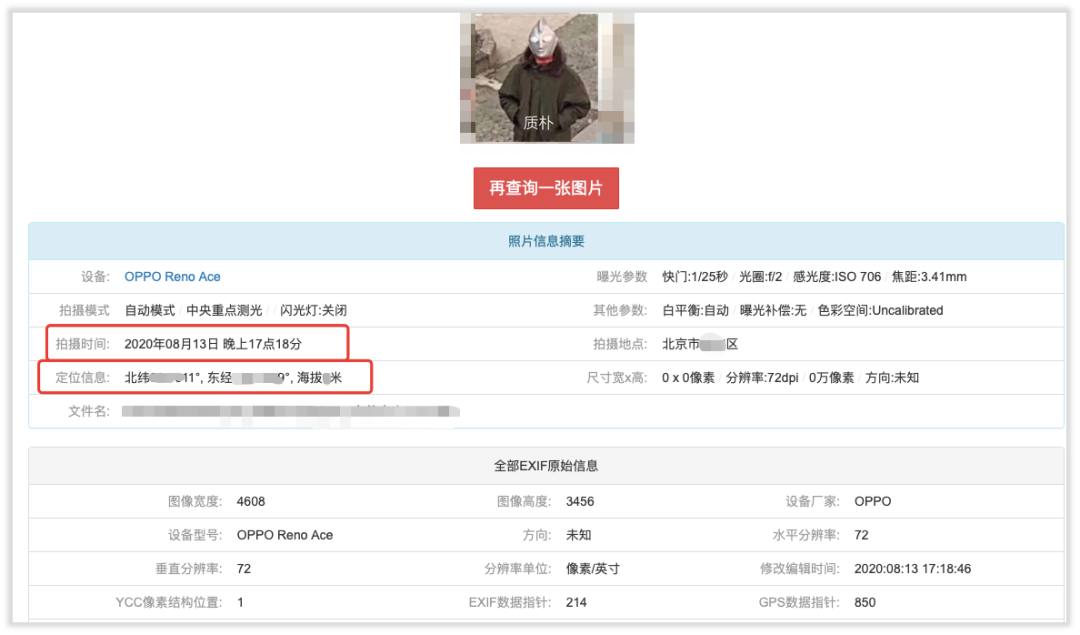 质朴
再查询一张图片
照片信息摘要
设备: OPPO Reno Ace 曝光参数 快门:1/25秒 / 光圈:f/2 / 感光度:ISO 706 / 焦距:3.41mm
拍摄模式 自动模式 / 中央重点测光 / / 闪光灯:关闭 其他参数: 白平衡:自动 / 曝光补偿:无 / 色彩空间:Uncalibrated
拍摄时间: 2020年08月13日 晚上17点18分 拍摄地点: 北京市 区
定位信息: 北纬 11°, 东经 9°, 海拔 米 尺寸宽x高: 0 x 0像素 / 分辨率:72dpi / 0万像素 / 方向:未知
文件名:
全部EXIF原始信息
图像宽度: 4608 图像高度: 3456 设备厂家: OPPO
设备型号: OPPO Reno Ace 方向: 未知 水平分辨率: 72
垂直分辨率: 72 分辨率单位: 像素/英寸 修改编辑时间: 2020:08:13 17:18:46
YCC像素结构位置: 1 EXIF数据指针: 214 GPS数据指针: 850